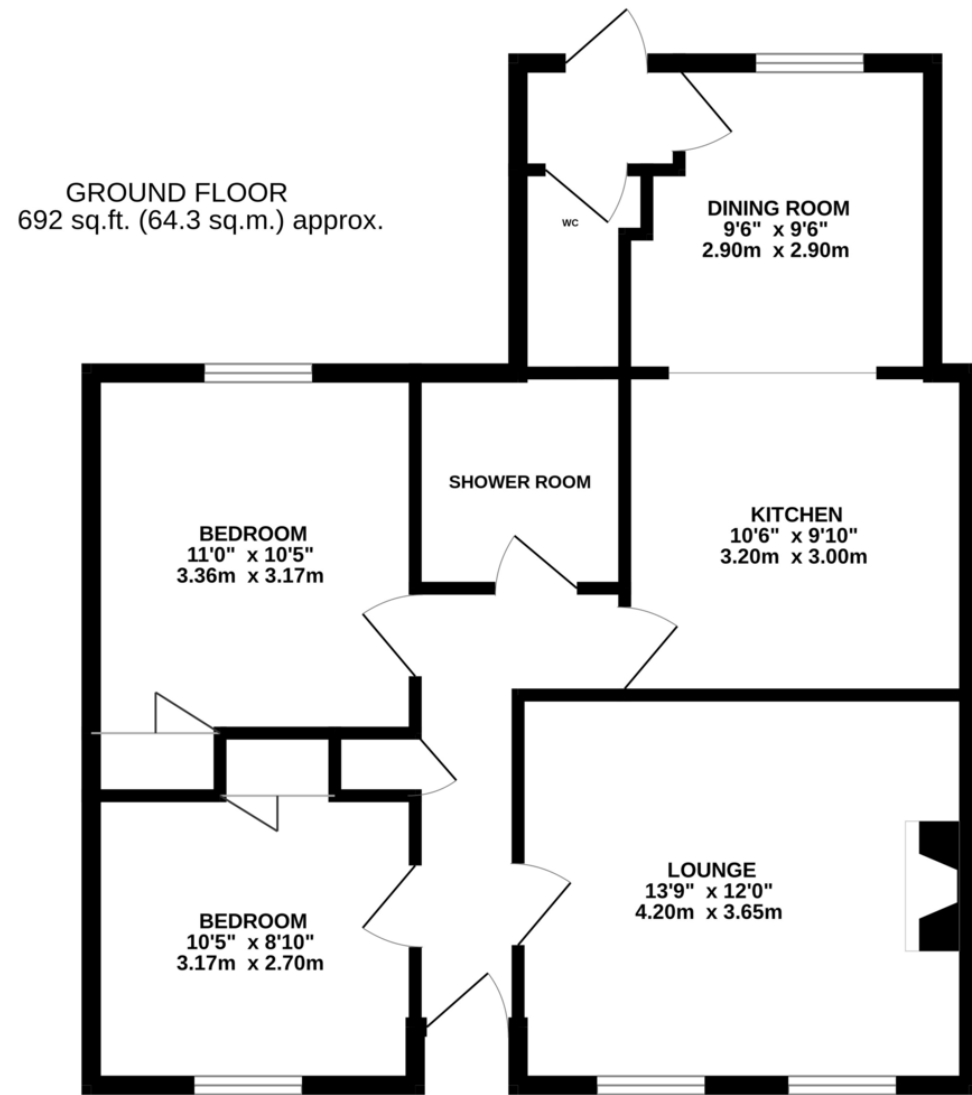 GROUND FLOOR
692 sq.ft. (64.3 sq.m.) approx.
DINING ROOM
9'6" x 9'6"
2.90m x 2.90m
WC
SHOWER ROOM
KITCHEN
10'6" x 9'10"
3.20m x 3.00m
BEDROOM
11'0" x 10'5"
3.36m x 3.17m
LOUNGE
13'9" x 12'0"
4.20m x 3.65m
BEDROOM
10'5" x 8'10"
3.17m x 2.70m